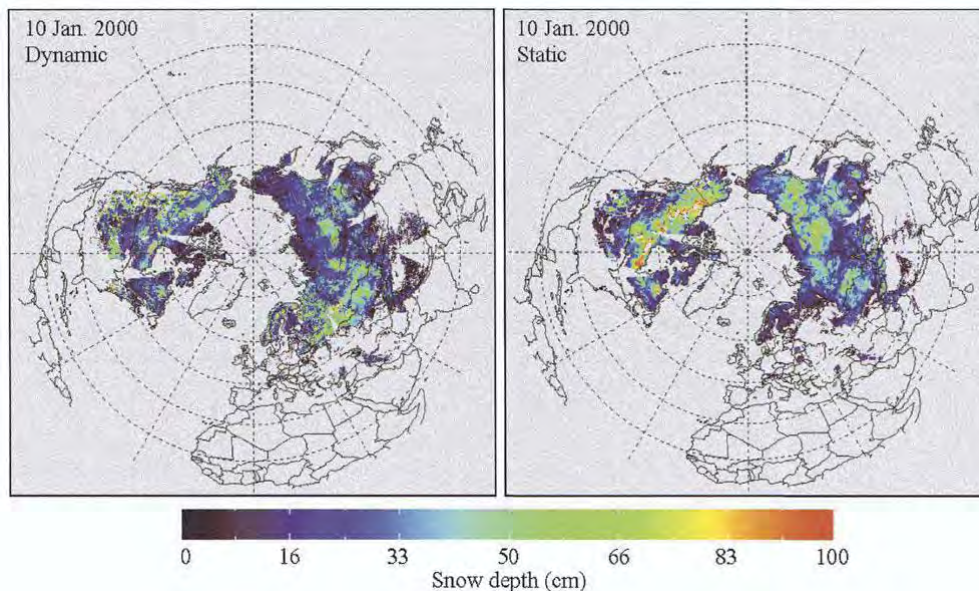 10 Jan. 2000
Dynamic
10 Jan. 2000
Static
0 16 33 50 66 83 100
Snow depth (cm)